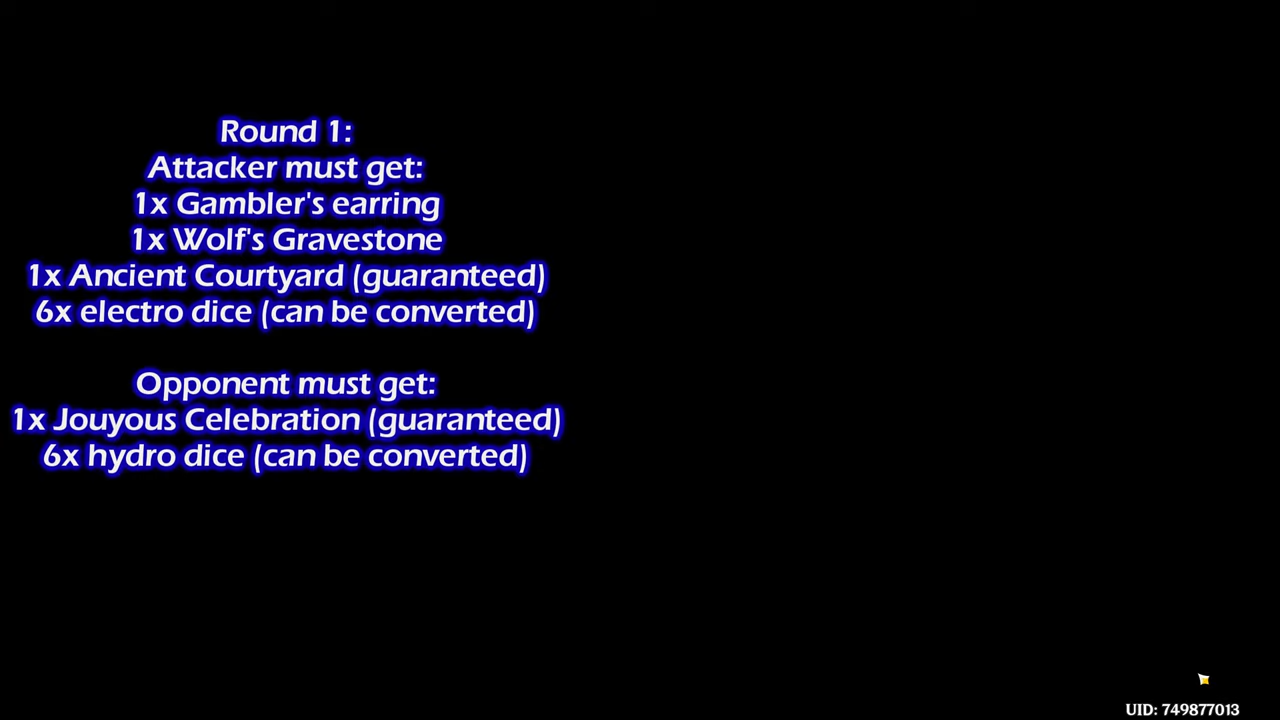 Round 1:
Attacker must get:
1x Gambler's earring
1x Wolf's Gravestone
1x Ancient Courtyard (guaranteed)
6x electro dice (can be converted)
Opponent must get:
1x Jouyous Celebration (guaranteed)
6x hydro dice (can be converted)
UID: 749877013